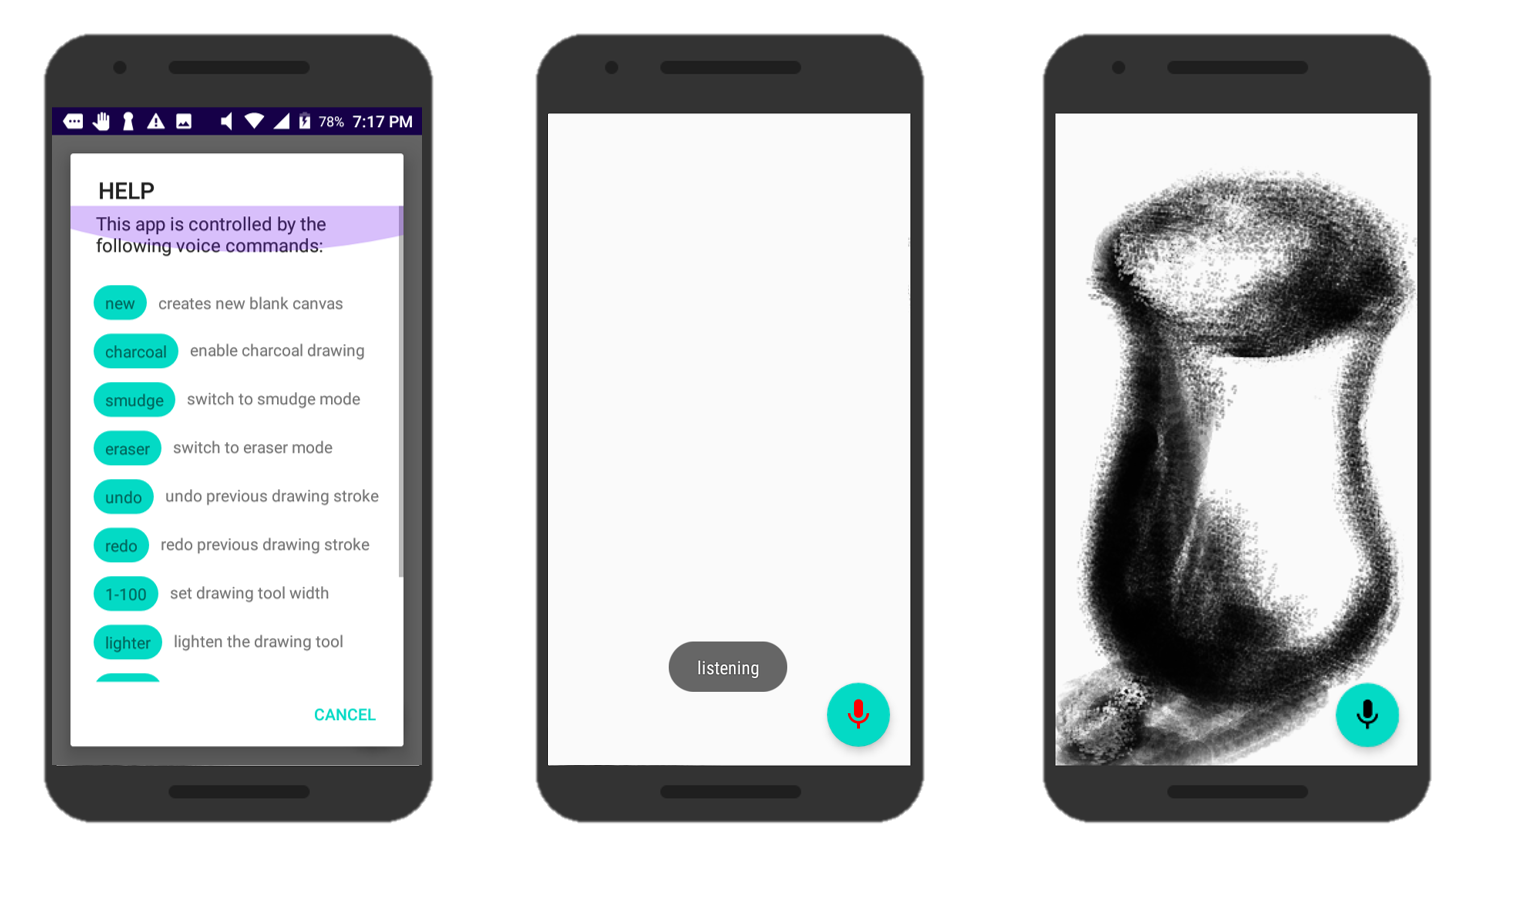 78% 7:17 PM
HELP
This app is controlled by the
following voice commands:
new creates new blank canvas
charcoal enable charcoal drawing
smudge switch to smudge mode
eraser switch to eraser mode
undo undo previous drawing stroke
redo redo previous drawing stroke
1-100 set drawing tool width
lighter lighten the drawing tool
CANCEL
listening